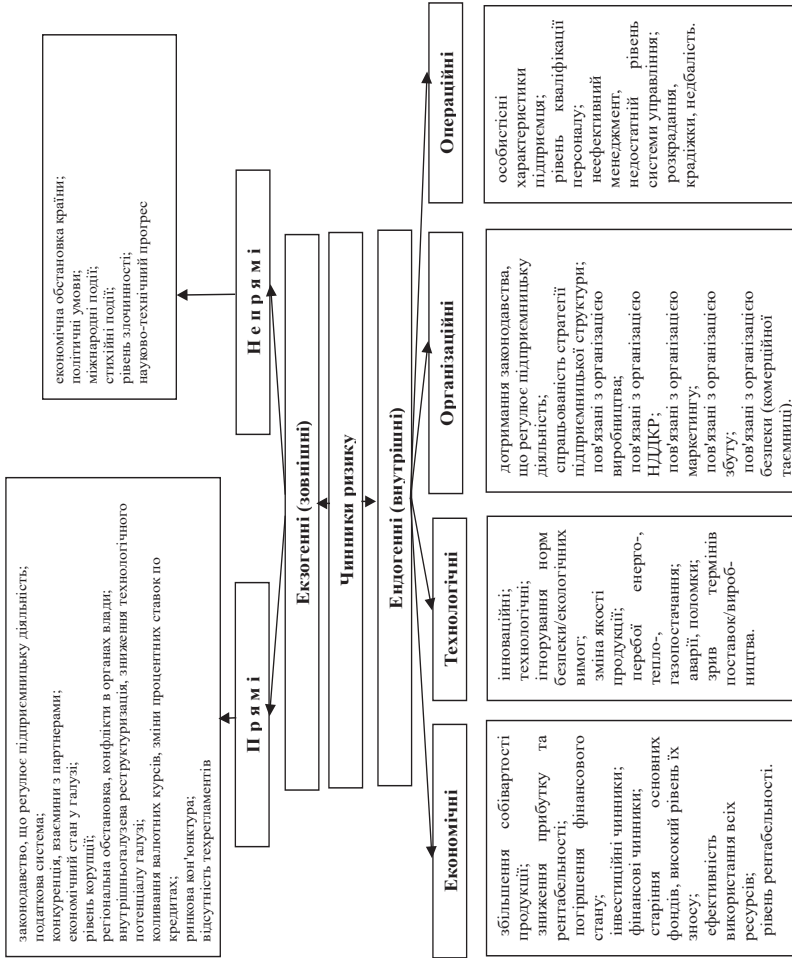 законодавство, що регулює підприємницьку діяльність;
податкова система;
конкуренція, взаємини з партнерами;
економічний стан у галузі;
рівень корупції;
регіональна обстановка, конфлікти в органах влади;
внутрішньогалузева реструктуризація, зниження технологічного
потенціалу галузі;
коливання валютних курсів, зміни процентних ставок по
кредитах;
ринкова кон'юнктура;
відсутність техрегламентів
економічна обстановка країни;
політичні умови;
міжнародні події;
стихійні події;
рівень злочинності;
науково-технічний прогрес
Прямі
Непрямі
Екзогенні (зовнішні)
Чинники ризику
Ендогенні (внутрішні)
Економічні
Технологічні
Організаційні
Операційні
збільшення собівартості
продукції;
зниження прибутку та
рентабельності;
погіршення фінансового
стану;
інвестиційні чинники;
фінансові чинники;
старіння основних
фондів, високий рівень їх
зносу;
ефективність
використання всіх
ресурсів;
рівень рентабельності.
інноваційні;
технологічні;
ігнорування норм
безпеки/екологічних
вимог;
зміна якості
продукції;
перебої енерго-,
тепло-,
газопостачання;
аварії, поломки;
зрив термінів
поставок/вироб-
ництва.
дотримання законодавства,
що регулює підприємницьку
діяльність;
спрацьованість стратегії
підприємницької структури;
пов'язані з організацією
виробництва;
пов'язані з організацією
НДДКР;
пов'язані з організацією
маркетингу;
пов'язані з організацією
збуту;
пов'язані з організацією
безпеки (комерційної
таємниці).
особистісні
характеристики
підприємця;
рівень кваліфікації
персоналу;
неефективний
менеджмент,
недостатній рівень
системи управління;
розкрадання,
крадіжки, недбалість.